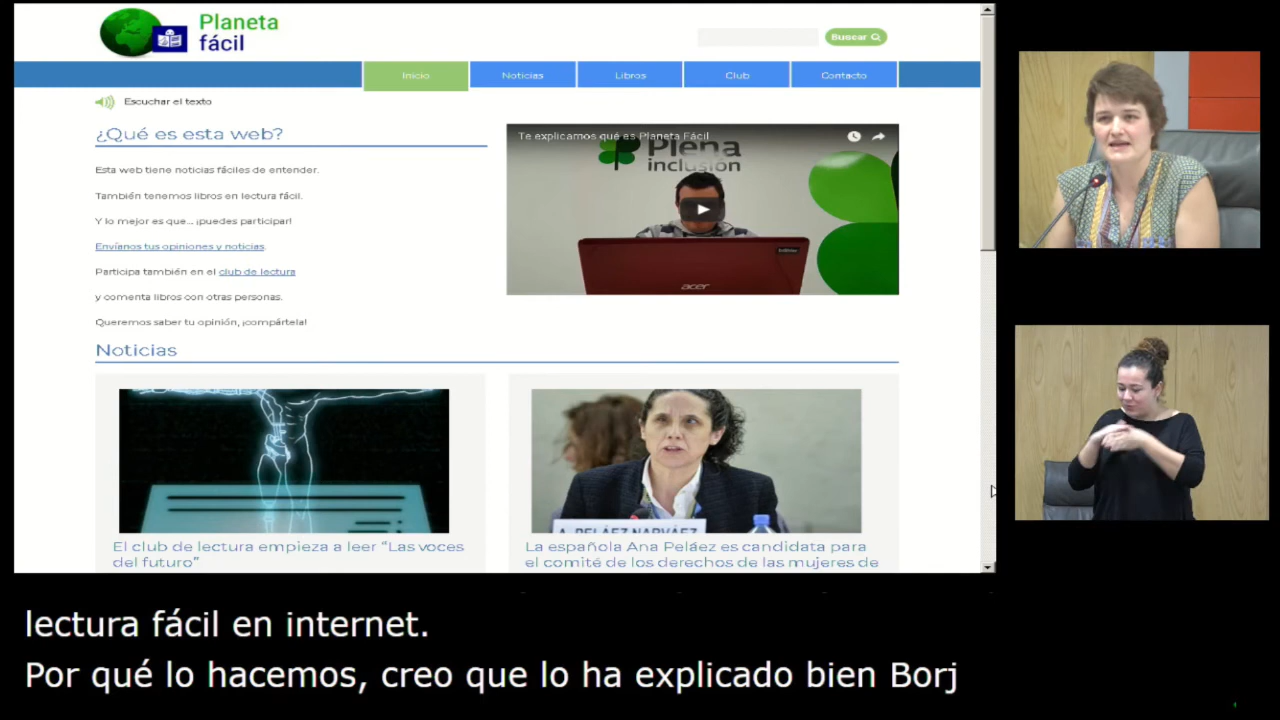 Planeta
fácil
Buscar
Inicio
Noticias
Libros
Club
Contacto
Escuchar el texto
¿Qué es esta web?
Esta web tiene noticias fáciles de entender.
También tenemos libros en lectura fácil.
Y lo mejor es que... ¡puedes participar!
Envíanos tus opiniones y noticias.
Participa también en el club de lectura
y comenta libros con otras personas.
Queremos saber tu opinión, ¡compártela!
Te explicamos qué es Planeta Fácil
Plena
inclusión
acer
Noticias
A. PELÁEZ NARVÁEZ
El club de lectura empieza a leer “Las voces
del futuro”
La española Ana Peláez es candidata para
el comité de los derechos de las mujeres de
lectura fácil en internet.
Por qué lo hacemos, creo que lo ha explicado bien Borj